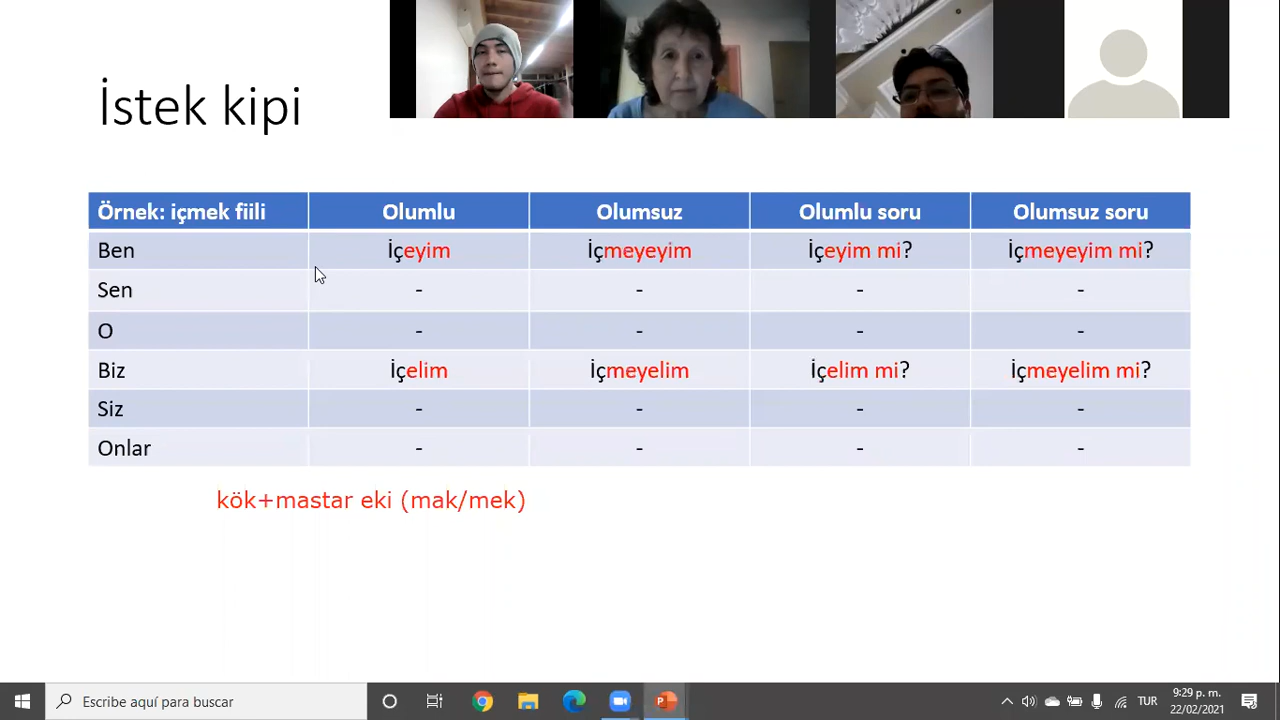 İstek kipi
Örnek: içmek fiili Olumlu Olumsuz Olumlu soru Olumsuz soru
Ben İçeyim İçmeyeyim İçeyim mi? İçmeyeyim mi?
Sen - - - -
O - - - -
Biz İçelim İçmeyelim İçelim mi? İçmeyelim mi?
Siz - - - -
Onlar - - - -
kök+mastar eki (mak/mek)
Escribe aquí para buscar
TUR
9:29 p. m.
22/02/2021